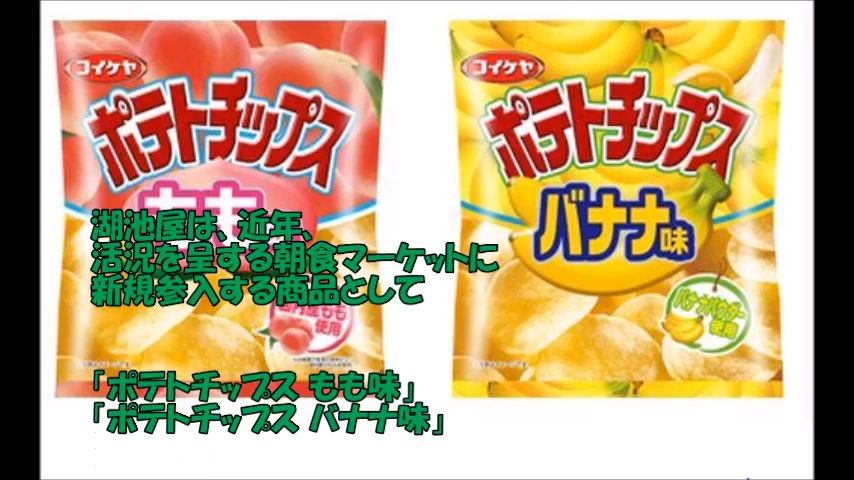 コイケヤ
ポテトチップス
もも
国内産もも
使用
コイケヤ
ポテトチップス
バナナ味
バナナパウダー
使用
湖池屋は、近年、
活況を呈する朝食マーケットに
新規参入する商品として
「ポテトチップス もも味」
「ポテトチップス バナナ味」